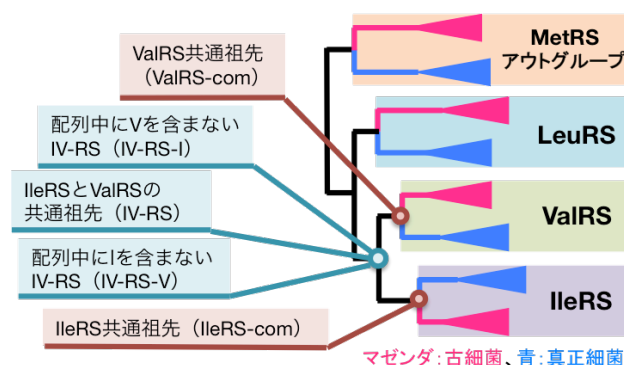 ValRS共通祖先
（ValRS-com）
配列中にVを含まない
IV-RS（IV-RS-I）
IleRSとValRSの
共通祖先（IV-RS）
配列中にIを含まない
IV-RS（IV-RS-V）
IleRS共通祖先（IleRS-com）
MetRS
アウトグループ
LeuRS
ValRS
IleRS
マゼンダ：古細菌、青：真正細菌